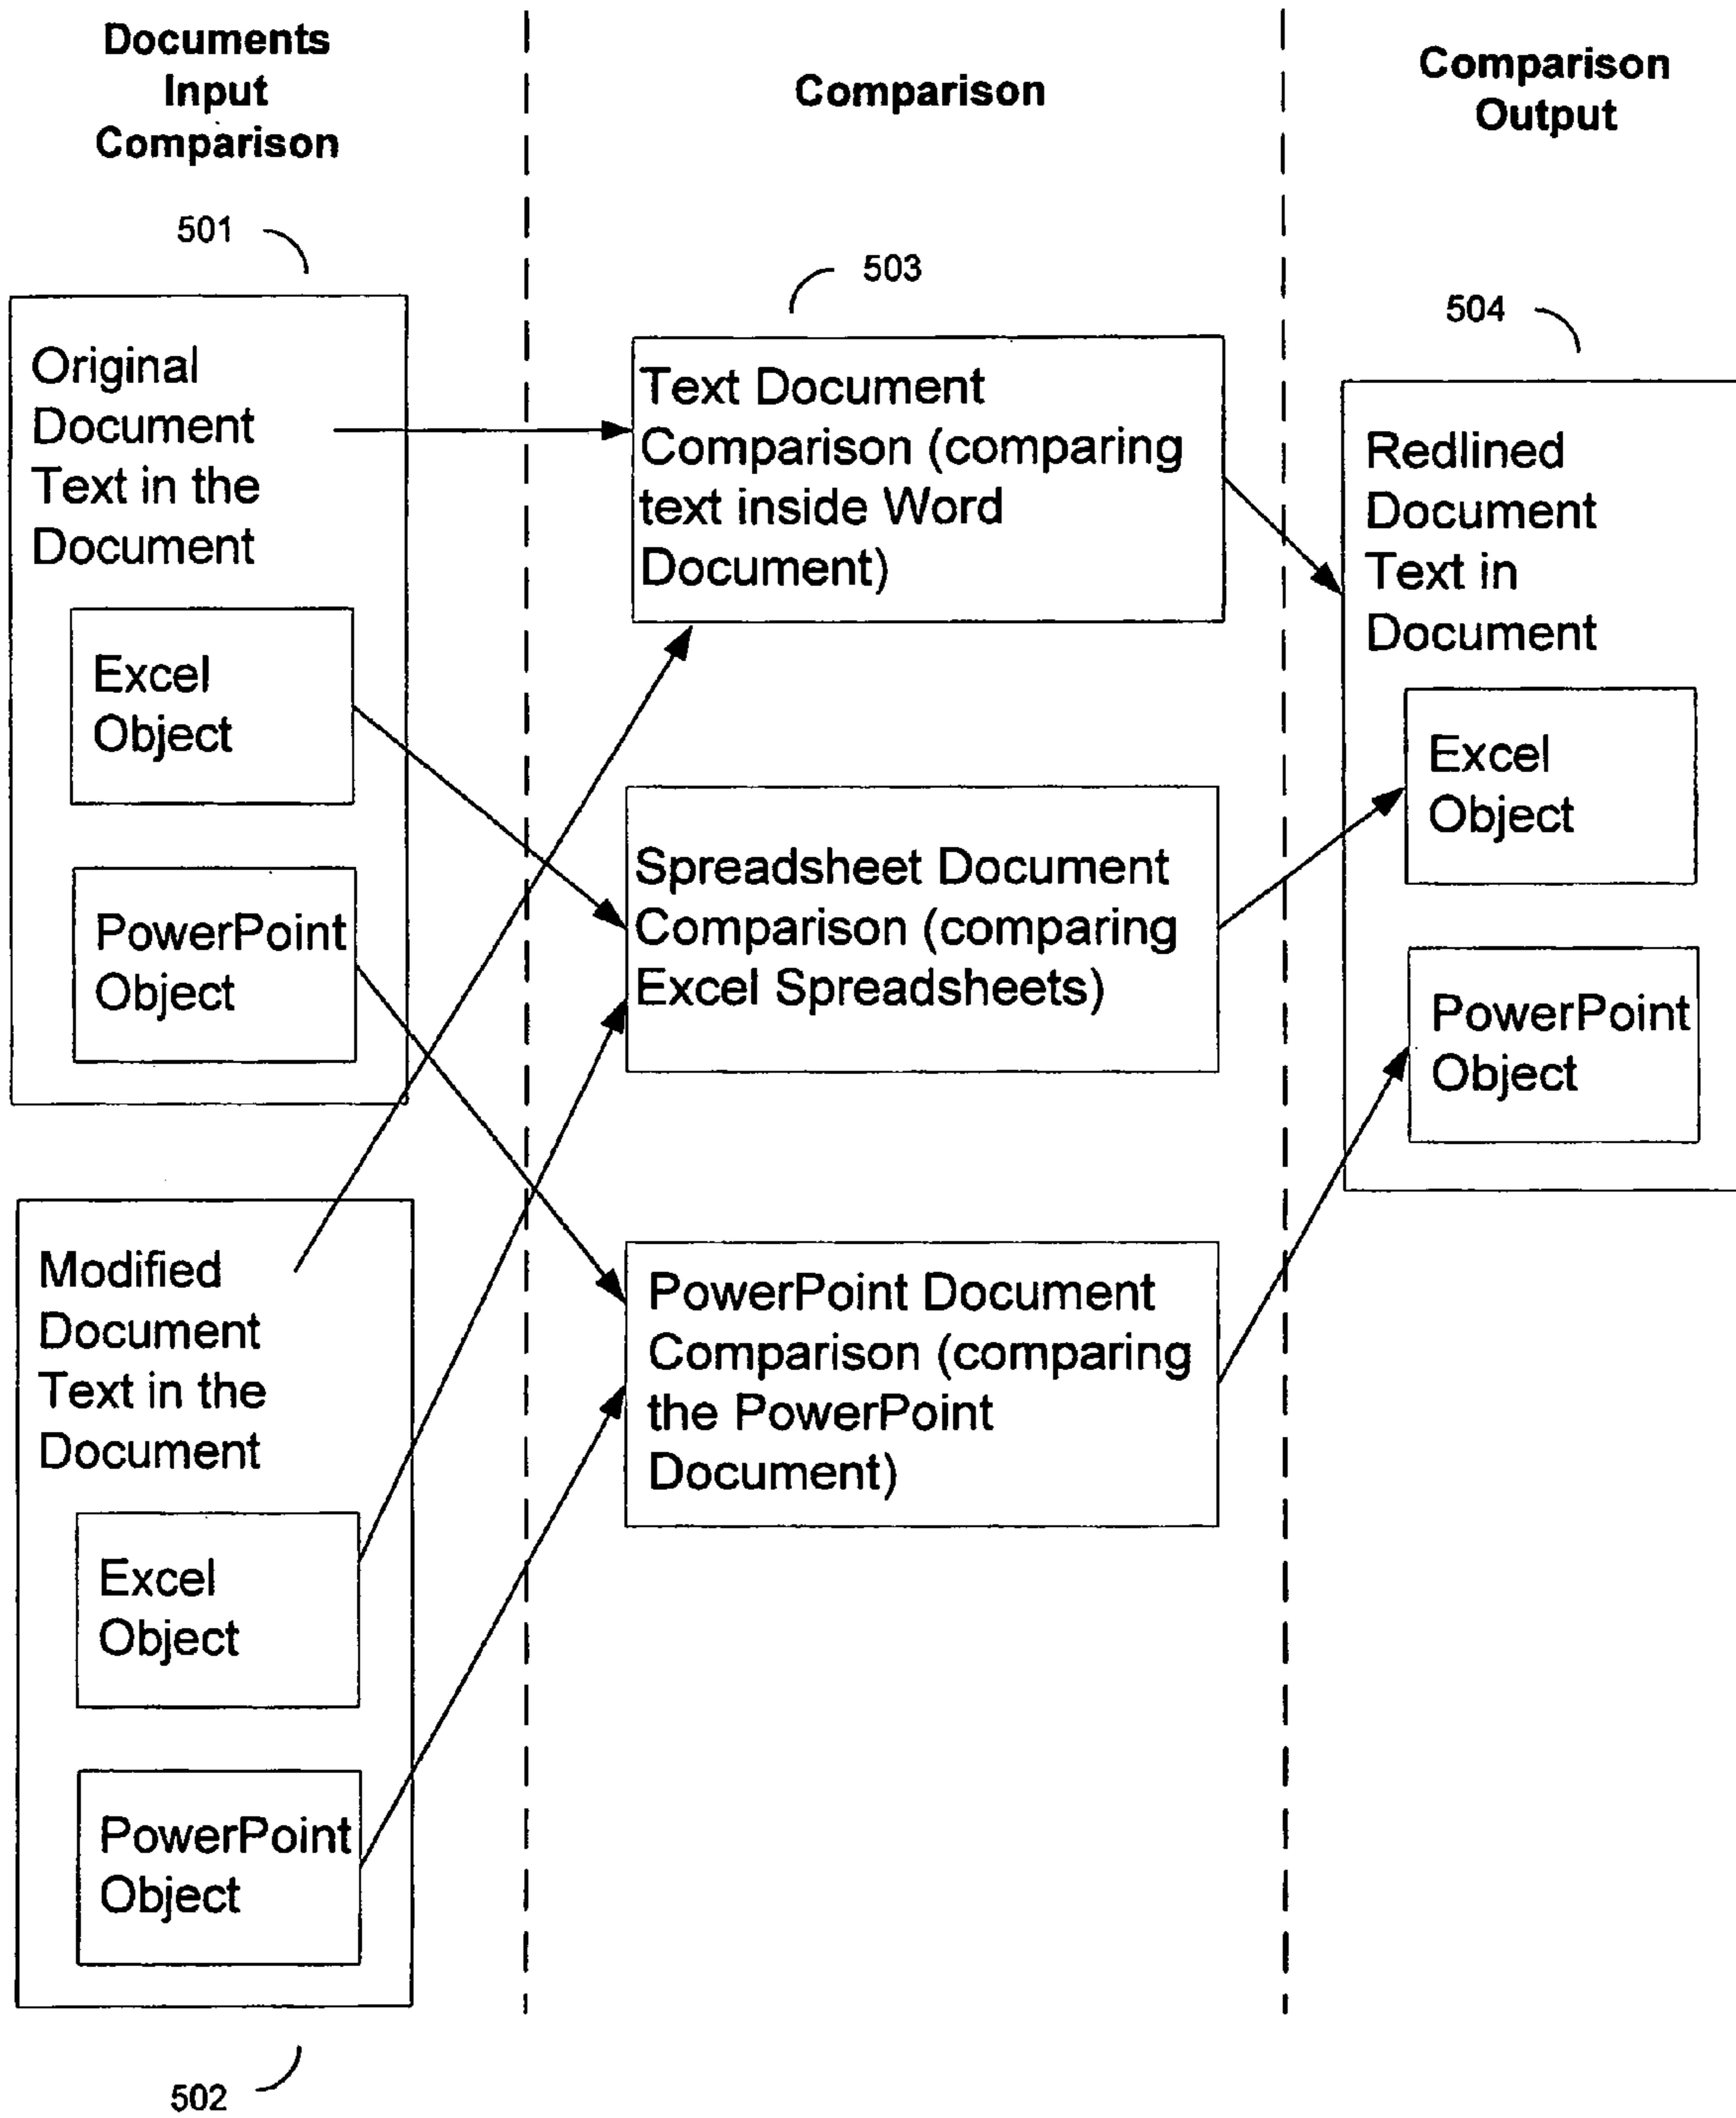 Documents
Input
Comparison
501
Original
Document
Text in the
Document
Excel
Object
PowerPoint
Object
Modified
Document
Text in the
Document
Excel
Object
PowerPoint
Object
502
Comparison
503
Text Document
Comparison (comparing
text inside Word
Document)
Spreadsheet Document
Comparison (comparing
Excel Spreadsheets)
PowerPoint Document
Comparison (comparing
the PowerPoint
Document)
Comparison
Output
504
Redlined
Document
Text in
Document
Excel
Object
PowerPoint
Object